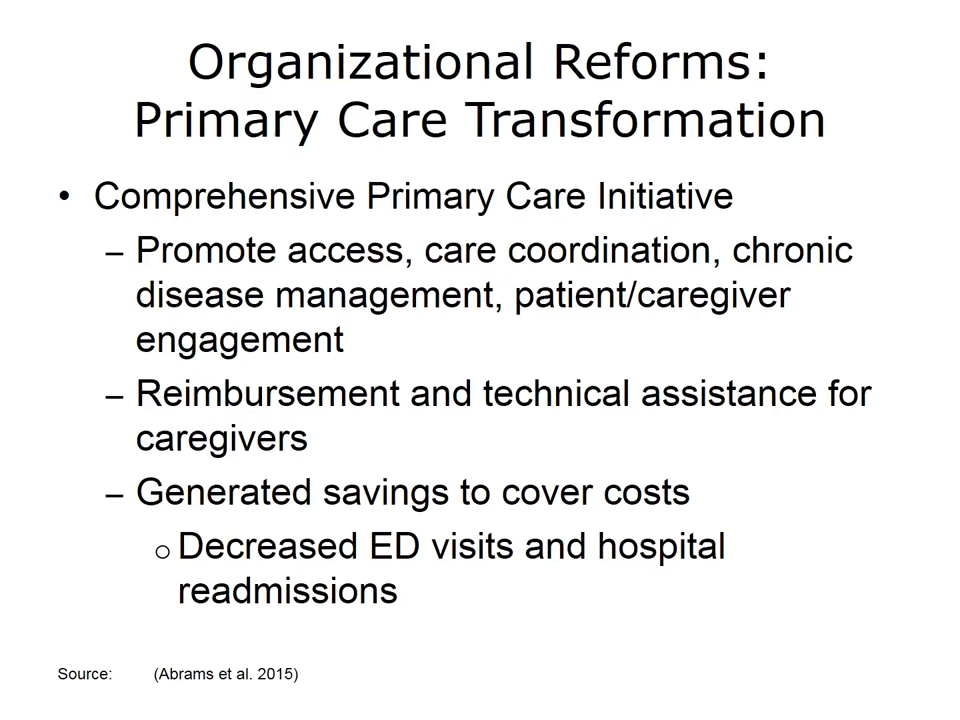 Organizational Reforms:
Primary Care Transformation
• Comprehensive Primary Care Initiative
– Promote access, care coordination, chronic
disease management, patient/caregiver
engagement
– Reimbursement and technical assistance for
caregivers
– Generated savings to cover costs
o Decreased ED visits and hospital
readmissions
Source: (Abrams et al. 2015)